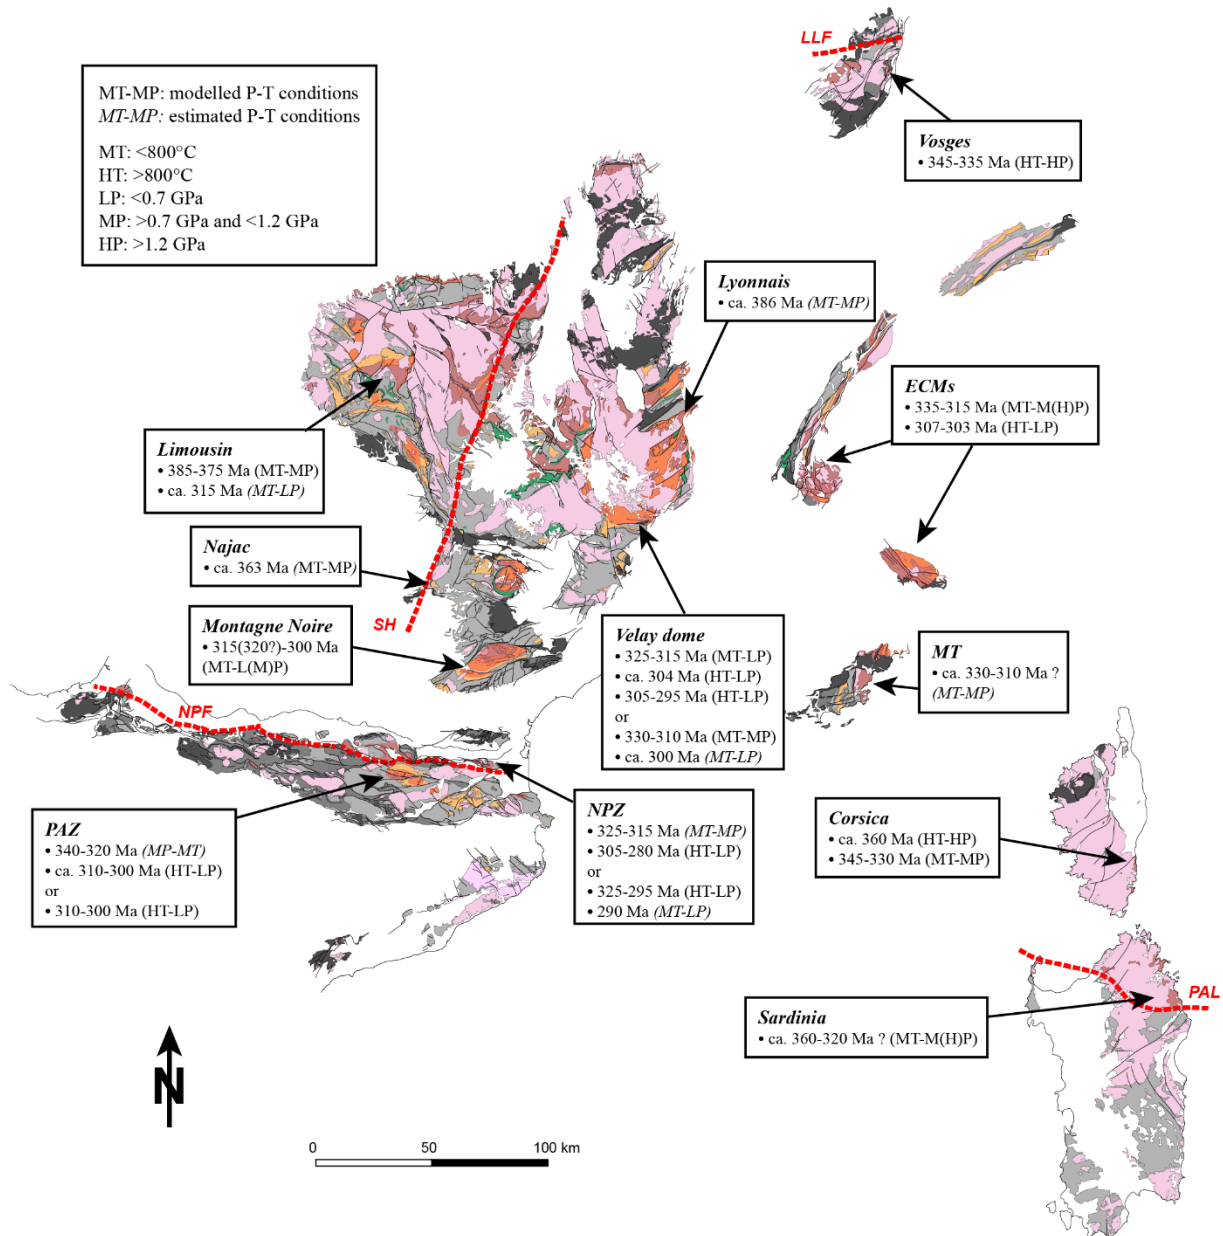 LLF
MT-MP: modelled P-T conditions
MT-MP: estimated P-T conditions
MT: <800°C
HT: >800°C
LP: <0.7 GPa
MP: >0.7 GPa and <1.2 GPa
HP: >1.2 GPa
Vosges
• 345-335 Ma (HT-HP)
Lyonnais
• ca. 386 Ma (MT-MP)
ECMs
• 335-315 Ma (MT-M(H)P)
• 307-303 Ma (HT-LP)
Limousin
• 385-375 Ma (MT-MP)
• ca. 315 Ma (MT-LP)
Najac
• ca. 363 Ma (MT-MP)
SH
Montagne Noire
• 315(320?)-300 Ma
(MT-L(M)P)
Velay dome
• 325-315 Ma (MT-LP)
• ca. 304 Ma (HT-LP)
• 305-295 Ma (HT-LP)
or
• 330-310 Ma (MT-MP)
• ca. 300 Ma (MT-LP)
MT
• ca. 330-310 Ma ?
(MT-MP)
NPF
PAZ
• 340-320 Ma (MP-MT)
• ca. 310-300 Ma (HT-LP)
or
• 310-300 Ma (HT-LP)
NPZ
• 325-315 Ma (MT-MP)
• 305-280 Ma (HT-LP)
or
• 325-295 Ma (HT-LP)
• 290 Ma (MT-LP)
Corsica
• ca. 360 Ma (HT-HP)
• 345-330 Ma (MT-MP)
PAL
Sardinia
• ca. 360-320 Ma ? (MT-M(H)P)
N
0 50 100 km